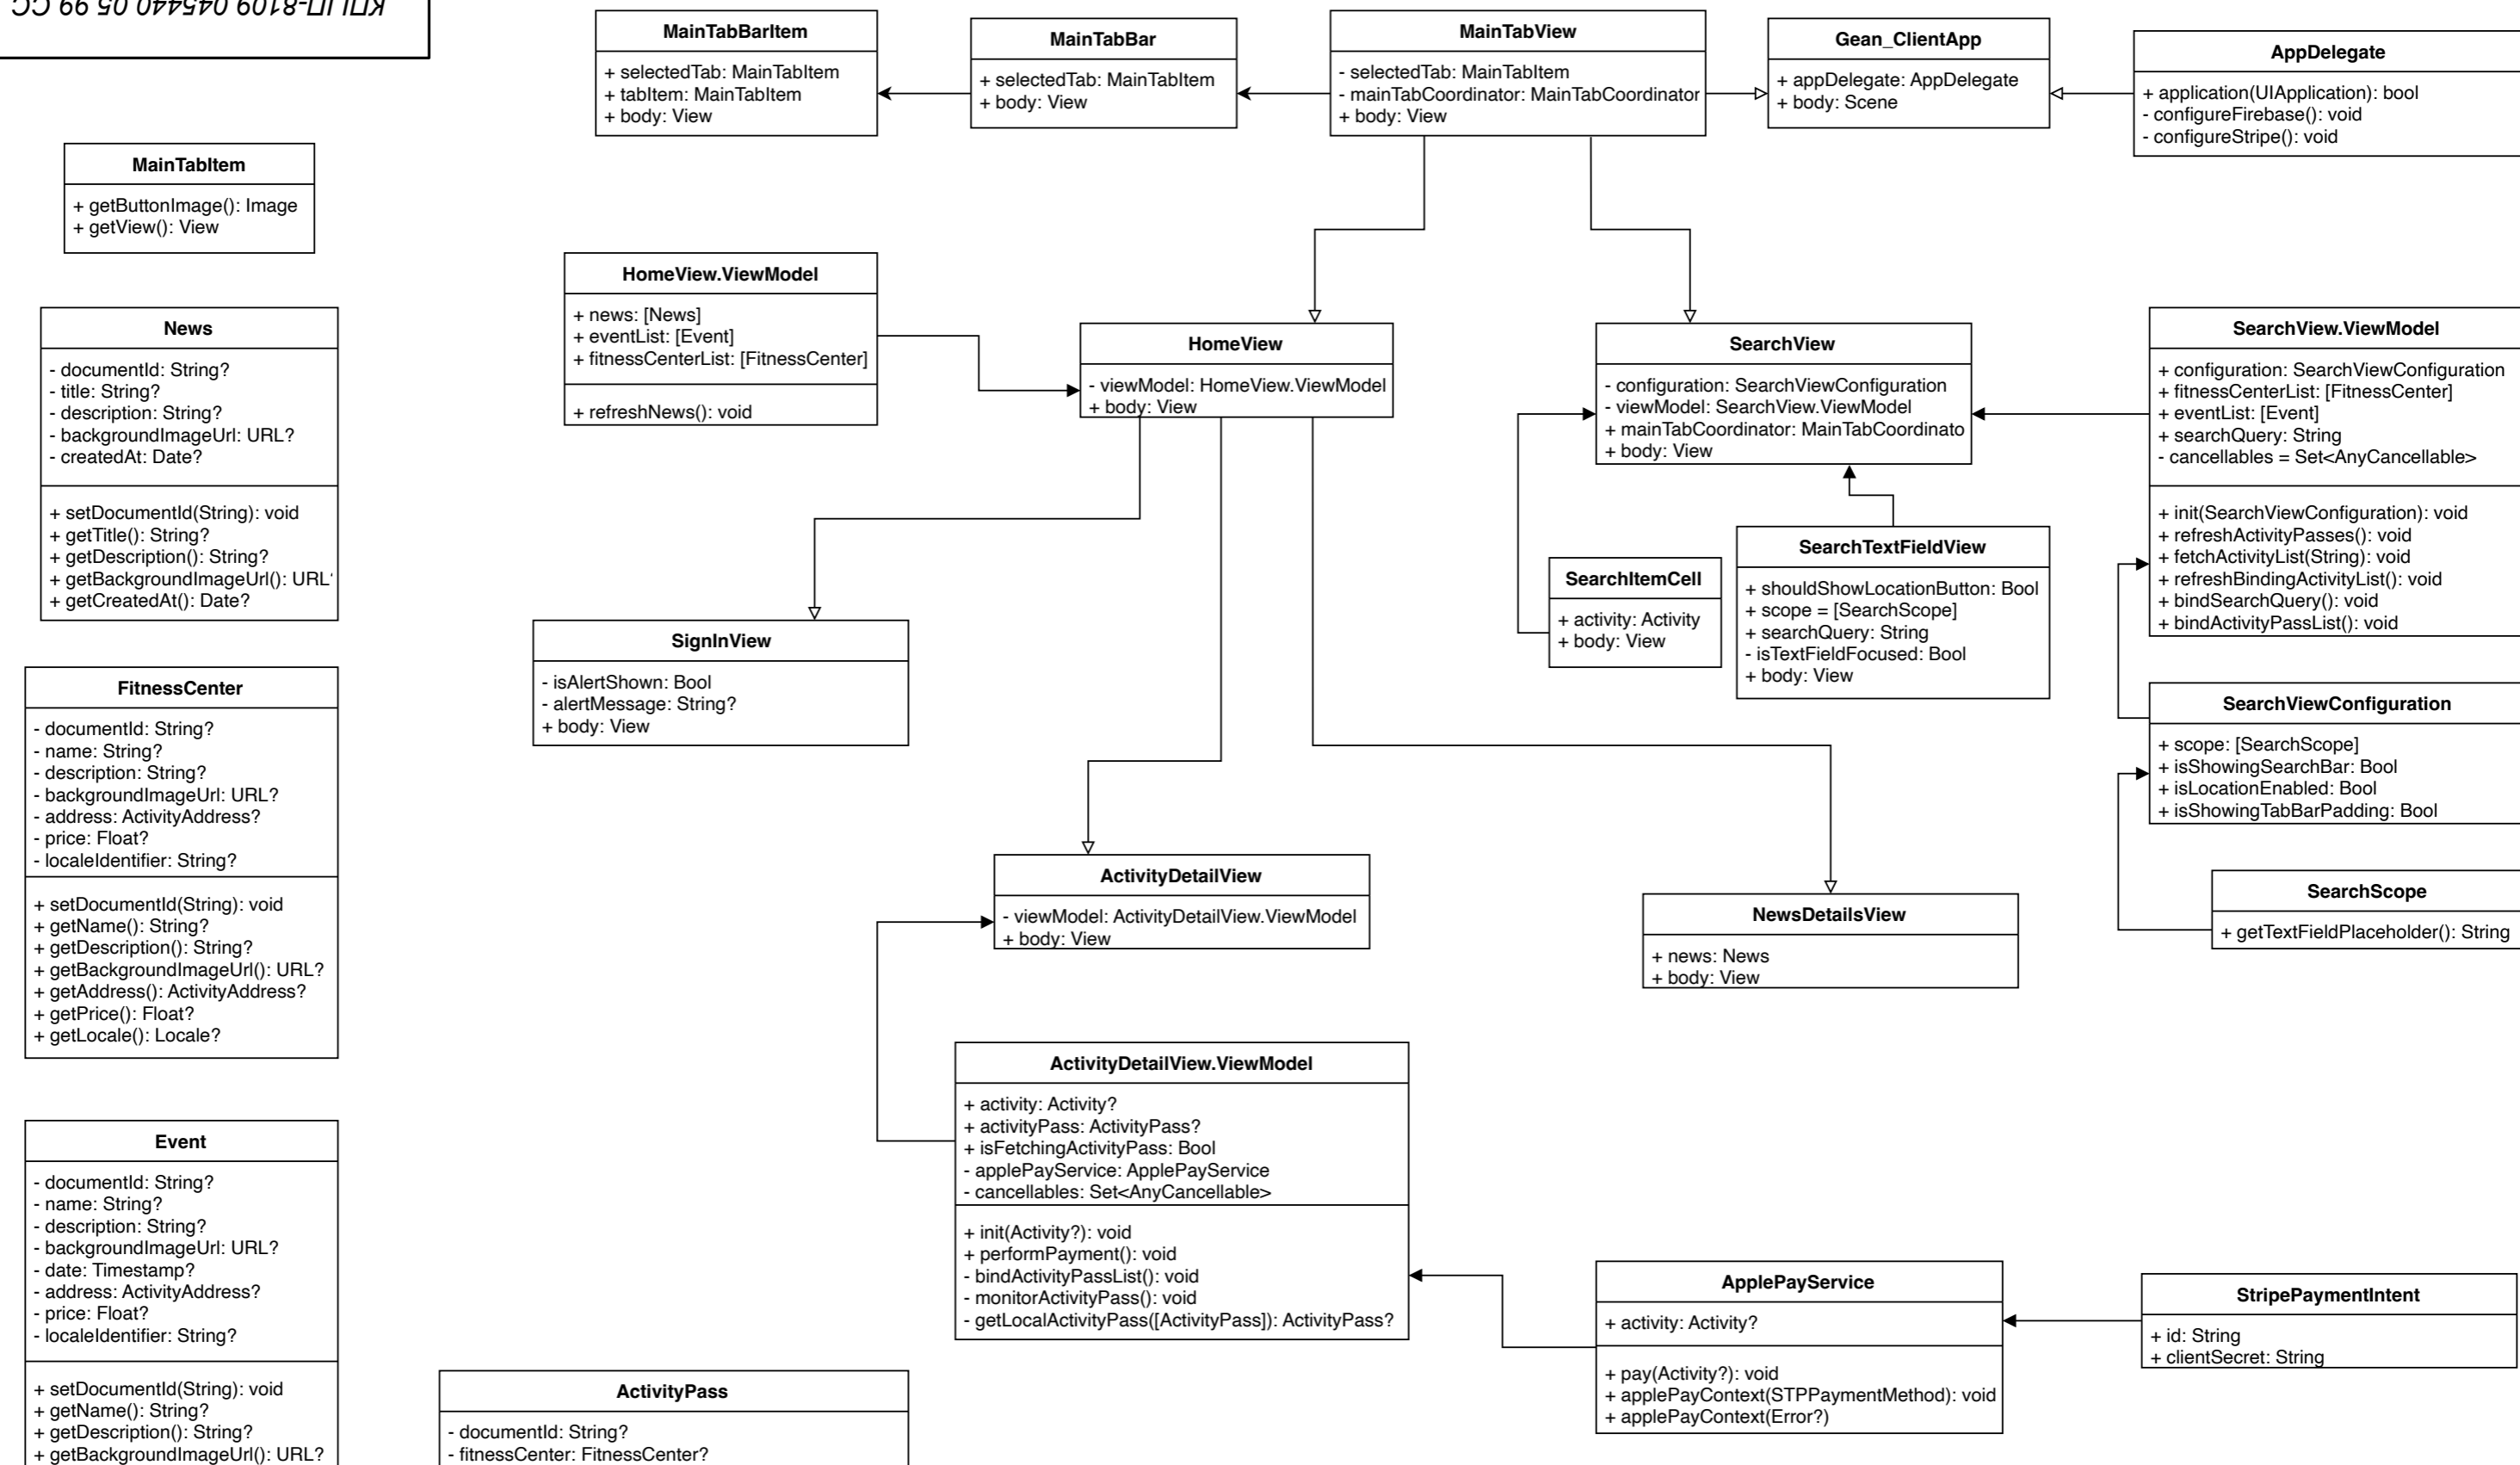 КПІ.ІП-8109.045440.05.99.СС
MainTabBarItem
+ selectedTab: MainTabItem
+ tabItem: MainTabItem
+ body: View
MainTabBar
+ selectedTab: MainTabItem
+ body: View
MainTabView
- selectedTab: MainTabItem
- mainTabCoordinator: MainTabCoordinator
+ body: View
Gean_ClientApp
+ appDelegate: AppDelegate
+ body: Scene
AppDelegate
+ application(UIApplication): bool
- configureFirebase(): void
- configureStripe(): void
MainTabItem
+ getButtonImage(): Image
+ getView(): View
HomeView.ViewModel
+ news: [News]
+ eventList: [Event]
+ fitnessCenterList: [FitnessCenter]
+ refreshNews(): void
News
- documentId: String?
- title: String?
- description: String?
- backgroundImageUrl: URL?
- createdAt: Date?
+ setDocumentId(String): void
+ getTitle(): String?
+ getDescription(): String?
+ getBackgroundImageUrl(): URL
+ getCreatedAt(): Date?
HomeView
- viewModel: HomeView.ViewModel
+ body: View
SearchView
- configuration: SearchViewConfiguration
- viewModel: SearchView.ViewModel
+ mainTabCoordinator: MainTabCoordinato
+ body: View
SearchView.ViewModel
+ configuration: SearchViewConfiguration
+ fitnessCenterList: [FitnessCenter]
+ eventList: [Event]
+ searchQuery: String
- cancellables = Set<AnyCancellable>
+ init(SearchViewConfiguration): void
+ refreshActivityPasses(): void
+ fetchActivityList(String): void
+ refreshBindingActivityList(): void
+ bindSearchQuery(): void
+ bindActivityPassList(): void
SearchItemCell
+ activity: Activity
+ body: View
SearchTextFieldView
+ shouldShowLocationButton: Bool
+ scope = [SearchScope]
+ searchQuery: String
- isTextFieldFocused: Bool
+ body: View
SignInView
- isAlertShown: Bool
- alertMessage: String?
+ body: View
FitnessCenter
- documentId: String?
- name: String?
- description: String?
- backgroundImageUrl: URL?
- address: ActivityAddress?
- price: Float?
- localeIdentifier: String?
+ setDocumentId(String): void
+ getName(): String?
+ getDescription(): String?
+ getBackgroundImageUrl(): URL?
+ getAddress(): ActivityAddress?
+ getPrice(): Float?
+ getLocale(): Locale?
SearchViewConfiguration
+ scope: [SearchScope]
+ isShowingSearchBar: Bool
+ isLocationEnabled: Bool
+ isShowingTabBarPadding: Bool
SearchScope
+ getTextFieldPlaceholder(): String
ActivityDetailView
- viewModel: ActivityDetailView.ViewModel
+ body: View
NewsDetailsView
+ news: News
+ body: View
ActivityDetailView.ViewModel
+ activity: Activity?
+ activityPass: ActivityPass?
+ isFetchingActivityPass: Bool
- applePayService: ApplePayService
- cancellables: Set<AnyCancellable>
+ init(Activity?): void
+ performPayment(): void
- bindActivityPassList(): void
- monitorActivityPass(): void
- getLocalActivityPass([ActivityPass]): ActivityPass?
Event
- documentId: String?
- name: String?
- description: String?
- backgroundImageUrl: URL?
- date: Timestamp?
- address: ActivityAddress?
- price: Float?
- localeIdentifier: String?
+ setDocumentId(String): void
+ getName(): String?
+ getDescription(): String?
+ getBackgroundImageUrl(): URL?
ApplePayService
+ activity: Activity?
+ pay(Activity?): void
+ applePayContext(STPPaymentMethod): void
+ applePayContext(Error?)
StripePaymentIntent
+ id: String
+ clientSecret: String
ActivityPass
- documentId: String?
- fitnessCenter: FitnessCenter?